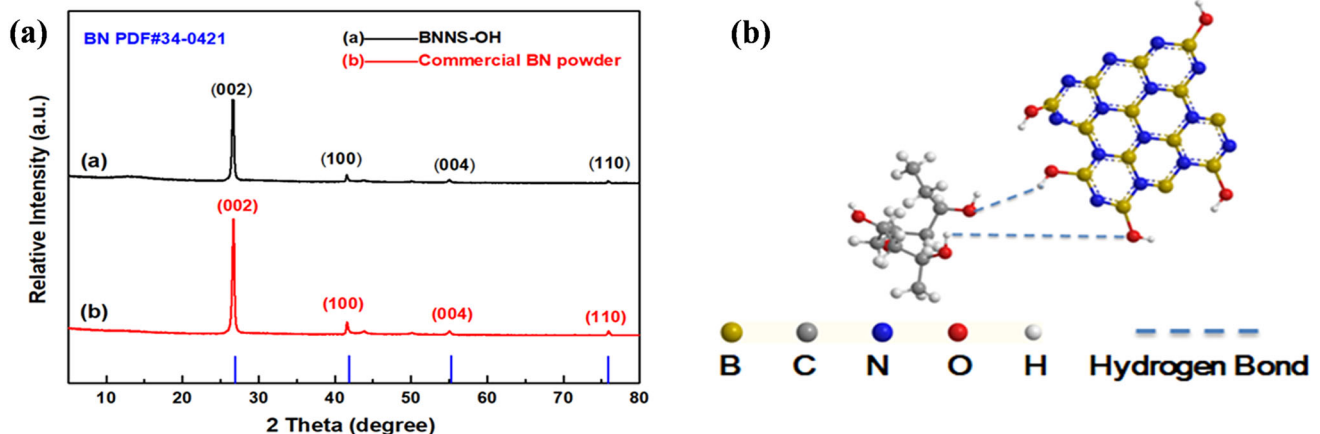 (a)
BN PDF#34-0421
(a)——BNNS-OH
(b)——Commercial BN powder
(002)
(a)
(100)
(004)
(110)
(002)
(b)
(100)
(004)
(110)
10 20 30 40 50 60 70 80
2 Theta (degree)
Relative Intensity (a.u.)
(b)
B C N O H Hydrogen Bond